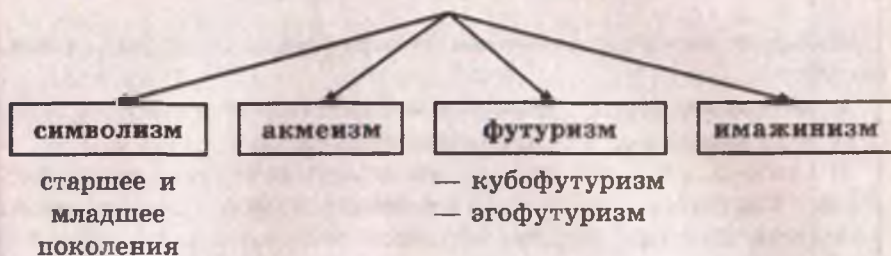 символизм
акмеизм
футуризм
имажинизм
старшее и
младшее
поколения
— кубофутуризм
— эгофутуризм